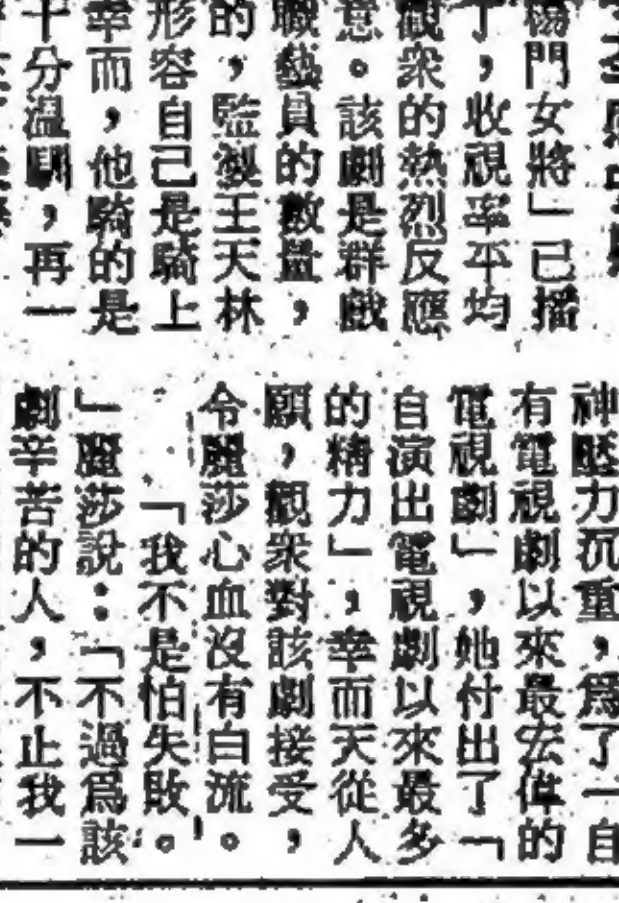 楊門女將」已播
了，收視率平均
觀衆的熱烈反應
意。該劇是群戲
職藝員的數量，
的，監製王天林
形容自己是騎上
幸而，他騎的是
十分溫馴，再一
神壓力沉重，爲了一自
有電視劇以來最宏偉的
電視劇」，她付出了「
自演出電視劇以來最多
的精力」，幸而天從人
願，觀衆對該劇接受，
令麗莎心血沒有白流。
「我不是怕失敗。
」麗莎說：「不過爲該
劇辛苦的人，不止我一